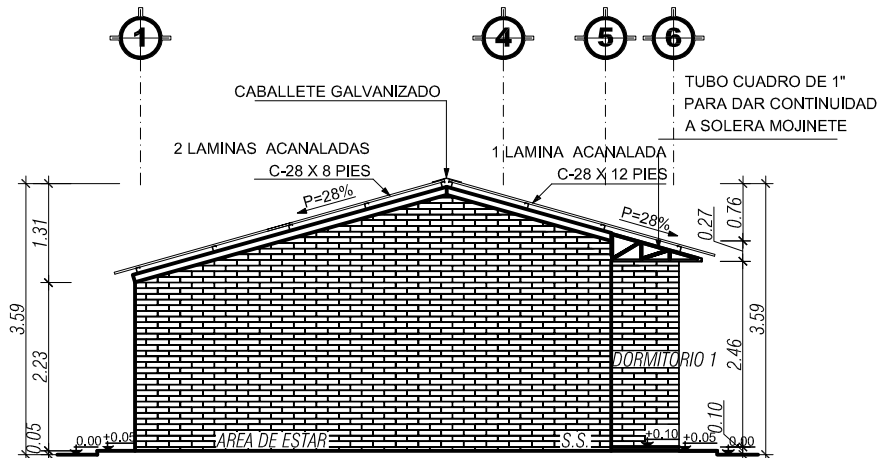 1
4
5
6
CABALLETE GALVANIZADO
TUBO CUADRO DE 1"
PARA DAR CONTINUIDAD
A SOLERA MOJINETE
2 LAMINAS ACANALADAS
C-28 X 8 PIES
1 LAMINA ACANALADA
C-28 X 12 PIES
P=28%
P=28%
3.59
1.31
2.23
0.05
0.27
0.76
2.46
0.10
3.59
DORMITORIO 1
0.00
+0.05
AREA DE ESTAR
S.S.
+0.10
+0.05
0.00